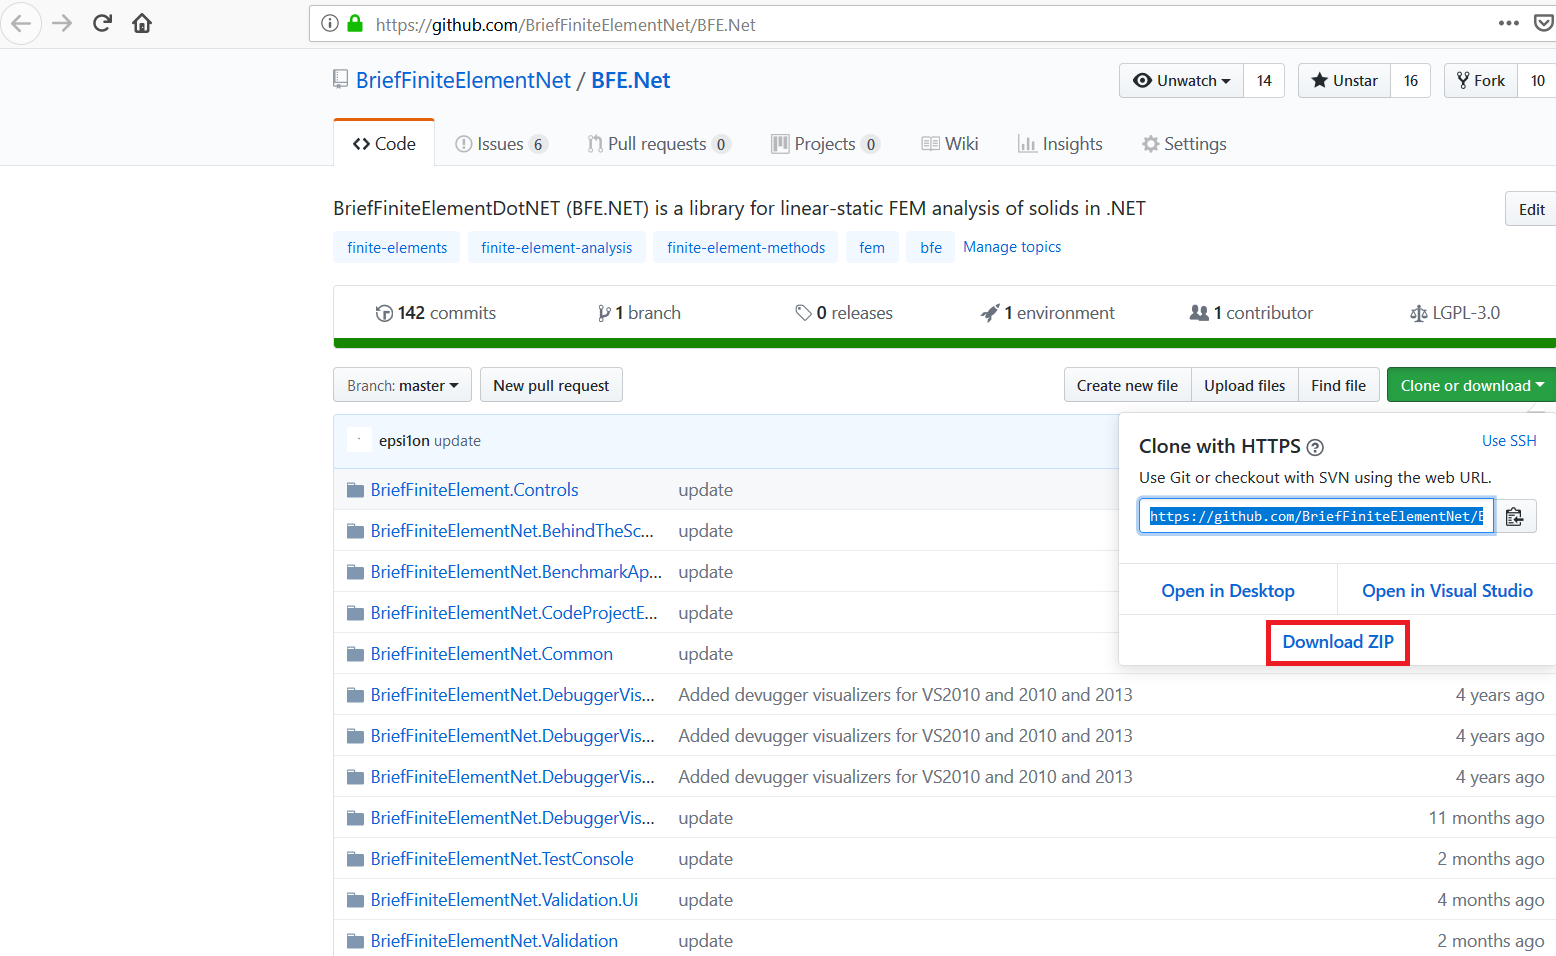 https://github.com/BriefFiniteElementNet/BFE.Net
BriefFiniteElementNet / BFE.Net
Unwatch 14
Unstar 16
Fork 10
Code
Issues 6
Pull requests 0
Projects 0
Wiki
Insights
Settings
BriefFiniteElementDotNET (BFE.NET) is a library for linear-static FEM analysis of solids in .NET
Edit
finite-elements finite-element-analysis finite-element-methods fem bfe Manage topics
142 commits
1 branch
0 releases
1 environment
1 contributor
LGPL-3.0
Branch: master
New pull request
Create new file
Upload files
Find file
Clone or download
epsi1on update
Clone with HTTPS
Use SSH
Use Git or checkout with SVN using the web URL.
https://github.com/BriefFiniteElementNet/B
Open in Desktop
Open in Visual Studio
Download ZIP
BriefFiniteElement.Controls update
BriefFiniteElementNet.BehindTheSc... update
BriefFiniteElementNet.BenchmarkAp... update
BriefFiniteElementNet.CodeProjectE... update
BriefFiniteElementNet.Common update
BriefFiniteElementNet.DebuggerVis... Added devugger visualizers for VS2010 and 2010 and 2013 4 years ago
BriefFiniteElementNet.DebuggerVis... Added devugger visualizers for VS2010 and 2010 and 2013 4 years ago
BriefFiniteElementNet.DebuggerVis... Added devugger visualizers for VS2010 and 2010 and 2013 4 years ago
BriefFiniteElementNet.DebuggerVis... update 11 months ago
BriefFiniteElementNet.TestConsole update 2 months ago
BriefFiniteElementNet.Validation.Ui update 4 months ago
BriefFiniteElementNet.Validation update 2 months ago